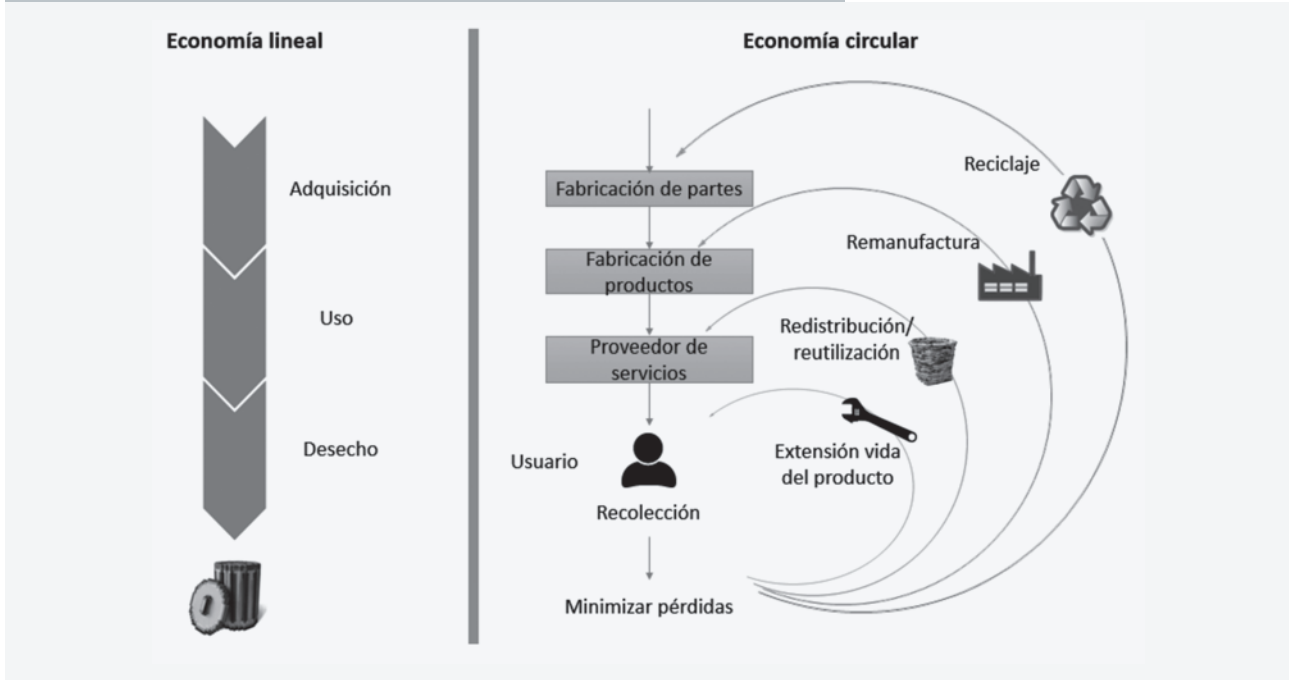 Economía lineal
Adquisición
Uso
Desecho
Economía circular
Fabricación de partes
Fabricación de
productos
Proveedor de
servicios
Usuario
Recolección
Minimizar pérdidas
Reciclaje
Remanufactura
Redistribución/
reutilización
Extensión vida
del producto